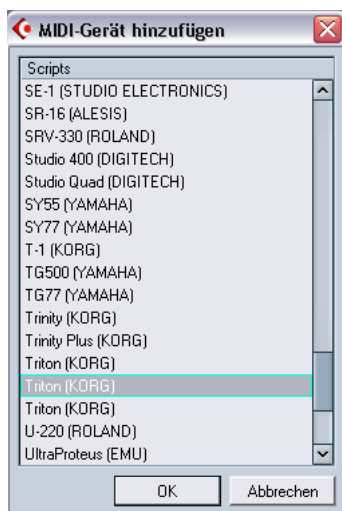 MIDI-Gerät hinzufügen
Scripts
SE-1 (STUDIO ELECTRONICS)
SR-16 (ALESIS)
SRV-330 (ROLAND)
Studio 400 (DIGITECH)
Studio Quad (DIGITECH)
SY55 (YAMAHA)
SY77 (YAMAHA)
T-1 (KORG)
TG500 (YAMAHA)
TG77 (YAMAHA)
Trinity (KORG)
Trinity Plus (KORG)
Triton (KORG)
Triton (KORG)
Triton (KORG)
U-220 (ROLAND)
UltraProteus (EMU)
OK Abbrechen